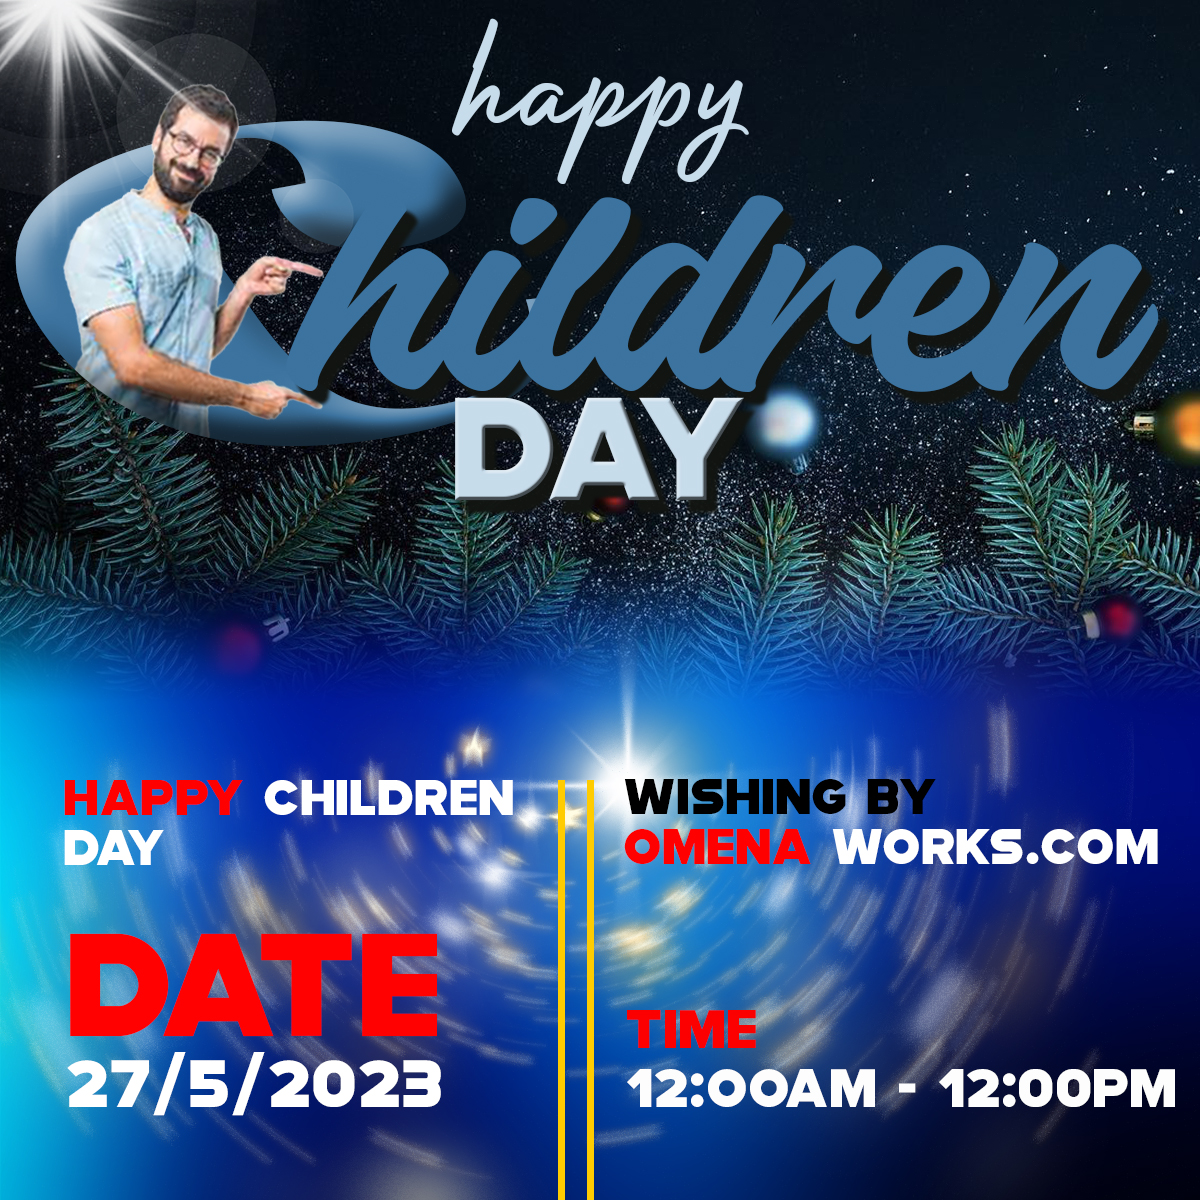 happy
Children
DAY
HAPPY CHILDREN
DAY
DATE
27/5/2023
WISHING BY
OMENA WORKS.COM
TIME
12:00AM - 12:00PM